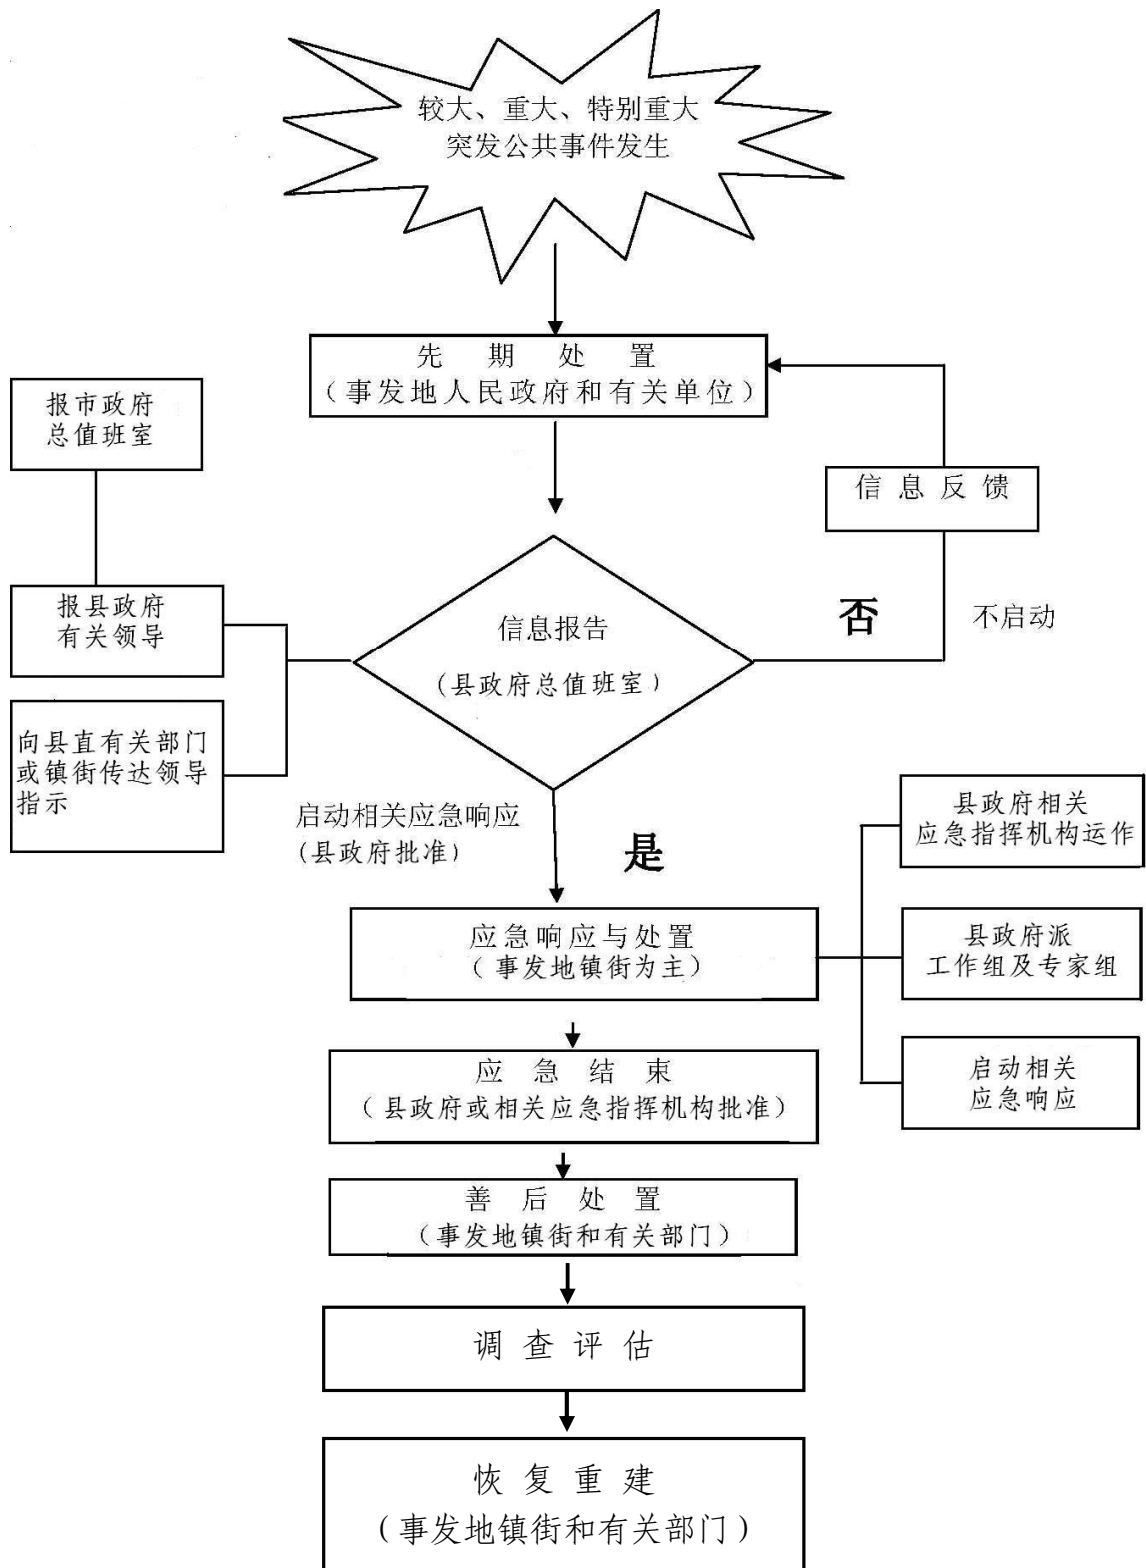 较大、重大、特别重大
突发公共事件发生
先期处置
（事发地人民政府和有关单位）
报市政府
总值班室
信息反馈
报县政府
有关领导
信息报告
（县政府总值班室）
否
不启动
向县直有关部门
或镇街传达领导
指示
启动相关应急响应
（县政府批准）
是
县政府相关
应急指挥机构运作
应急响应与处置
（事发地镇街为主）
县政府派
工作组及专家组
启动相关
应急响应
应急结束
（县政府或相关应急指挥机构批准）
善后处置
（事发地镇街和有关部门）
调查评估
恢复重建
（事发地镇街和有关部门）